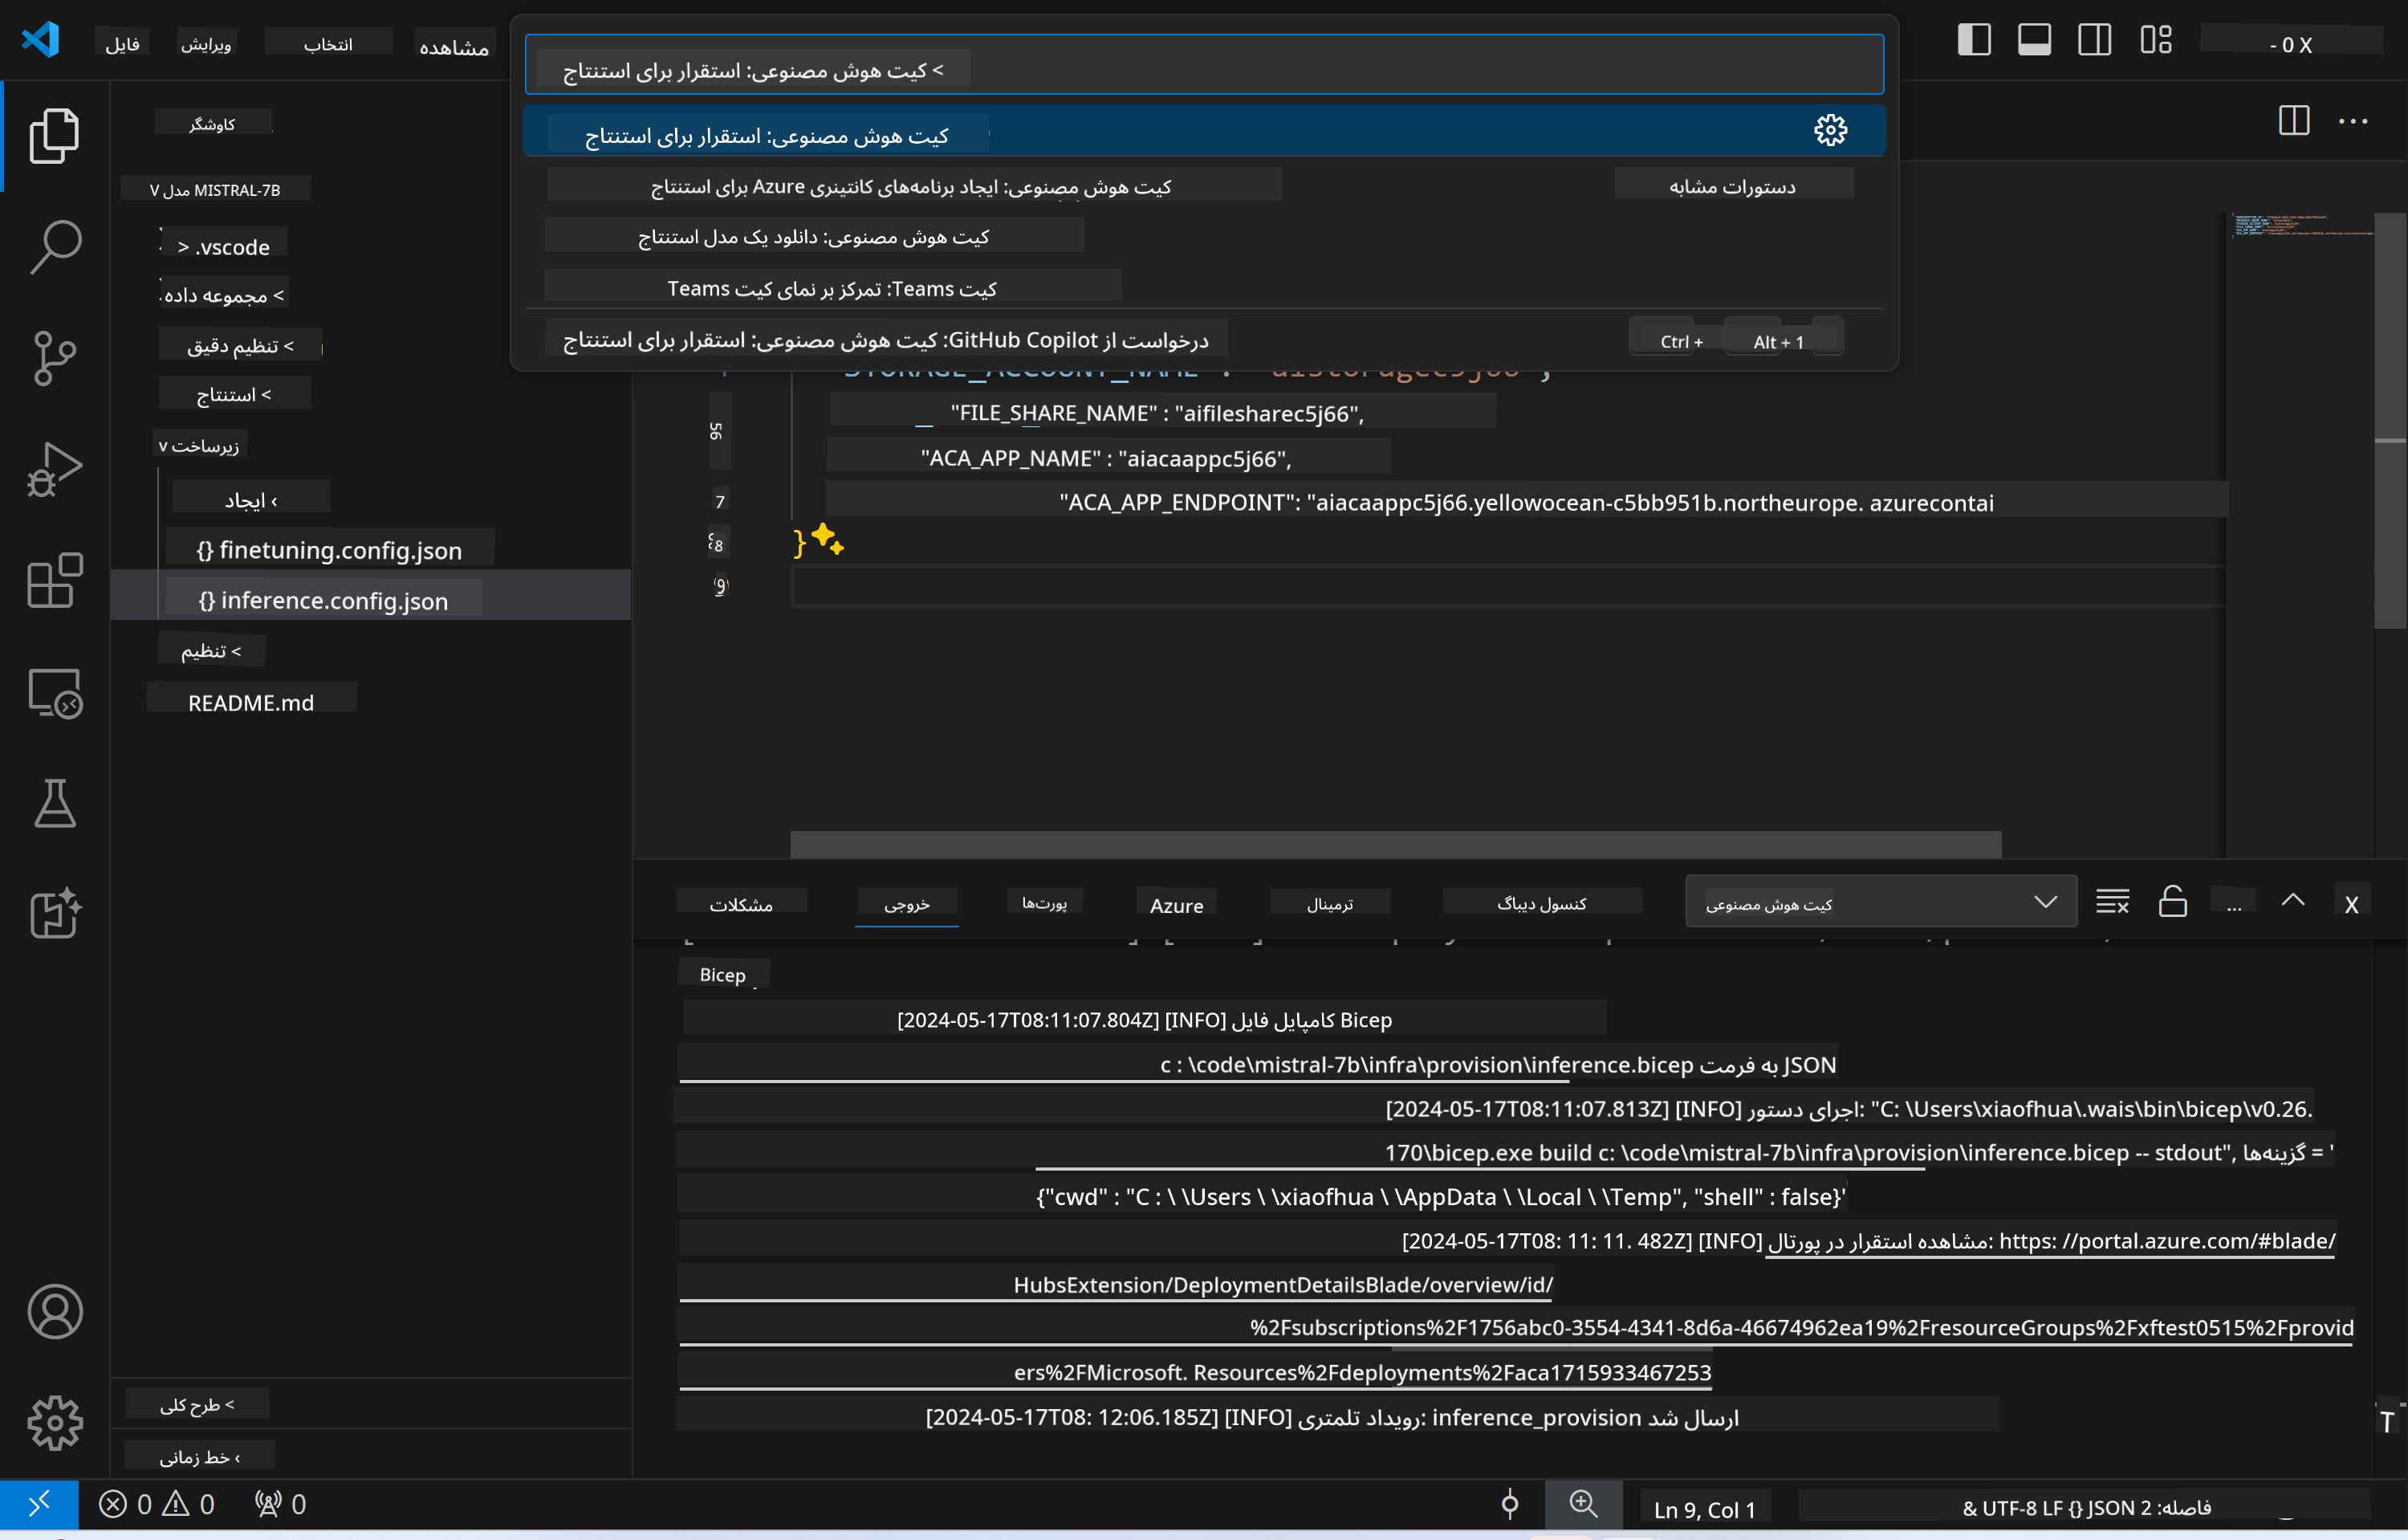 فایل
ویرایش
انتخاب
مشاهده
- 0 X
> کیت هوش مصنوعی: استقرار برای استنتاج
کیت هوش مصنوعی: استقرار برای استنتاج
کیت هوش مصنوعی: ایجاد برنامه‌های کانتینری Azure برای استنتاج
دستورات مشابه
کیت هوش مصنوعی: دانلود یک مدل استنتاج
کیت Teams: تمرکز بر نمای کیت Teams
درخواست از GitHub Copilot: کیت هوش مصنوعی: استقرار برای استنتاج
Ctrl + Alt + 1
کاوشگر
V مدل MISTRAL-7B
> .vscode
> مجموعه داده
> تنظیم دقیق
> استنتاج
v زیرساخت
› ایجاد
{} finetuning.config.json
{} inference.config.json
> تنظیم
README.md
> طرح کلی
› خط زمانی
STORAGE_ACCOUNT_NAME
56 "FILE_SHARE_NAME" : "aifilesharec5j66",
"ACA_APP_NAME" : "aiacaappc5j66",
7 "ACA_APP_ENDPOINT": "aiacaappc5j66.yellowocean-c5bb951b.northeurope. azurecontai
8 }
9
مشکلات
خروجی
پورت‌ها
Azure
ترمینال
کنسول دیباگ
کیت هوش مصنوعی
...
X
Bicep
[2024-05-17T08:11:07.804Z] [INFO] کامپایل فایل Bicep
c : \code\mistral-7b\infra\provision\inference.bicep به فرمت JSON
[2024-05-17T08:11:07.813Z] [INFO] اجرای دستور: "C: \Users\xiaofhua\.wais\bin\bicep\v0.26.
170\bicep.exe build c: \code\mistral-7b\infra\provision\inference.bicep -- stdout", گزینه‌ها = '
{"cwd" : "C : \ \Users \ \xiaofhua \ \AppData \ \Local \ \Temp", "shell" : false}'
[2024-05-17T08: 11: 11. 482Z] [INFO] مشاهده استقرار در پورتال: https: //portal.azure.com/#blade/
HubsExtension/DeploymentDetailsBlade/overview/id/
%2Fsubscriptions%2F1756abc0-3554-4341-8d6a-46674962ea19%2FresourceGroups%2Fxftest0515%2Fprovid
ers%2FMicrosoft. Resources%2Fdeployments%2Faca1715933467253
[2024-05-17T08: 12:06.185Z] [INFO] رویداد تلمتری: inference_provision ارسال شد
T
0 0
0
Ln 9, Col 1
فاصله: 2 UTF-8 LF {} JSON &